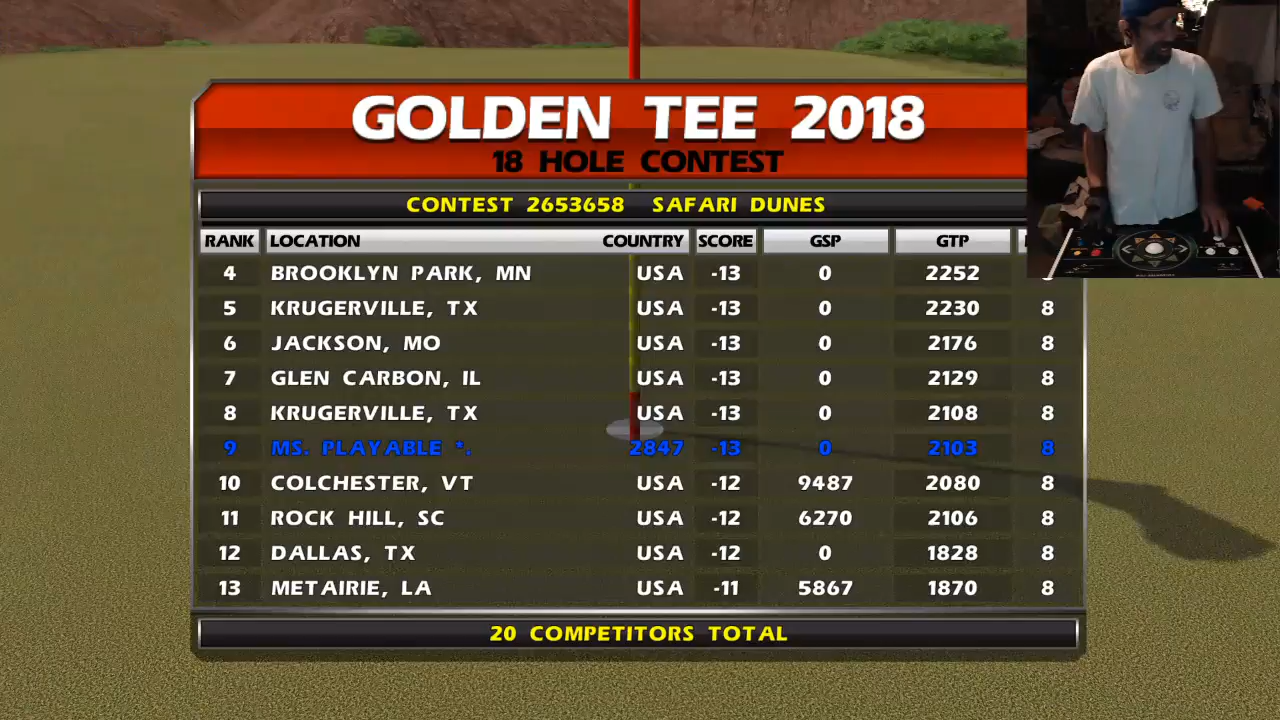 GOLDEN TEE 2018
18 HOLE CONTEST
CONTEST 2653658 SAFARI DUNES
RANK LOCATION COUNTRY SCORE GSP GTP
4 BROOKLYN PARK, MN USA -13 0 2252
5 KRUGERVILLE, TX USA -13 0 2230 8
6 JACKSON, MO USA -13 0 2176 8
7 GLEN CARBON, IL USA -13 0 2129 8
8 KRUGERVILLE, TX USA -13 0 2108 8
9 MS. PLAYABLE *. 2847 -13 0 2103 8
10 COLCHESTER, VT USA -12 9487 2080 8
11 ROCK HILL, SC USA -12 6270 2106 8
12 DALLAS, TX USA -12 0 1828 8
13 METAIRIE, LA USA -11 5867 1870 8
20 COMPETITORS TOTAL